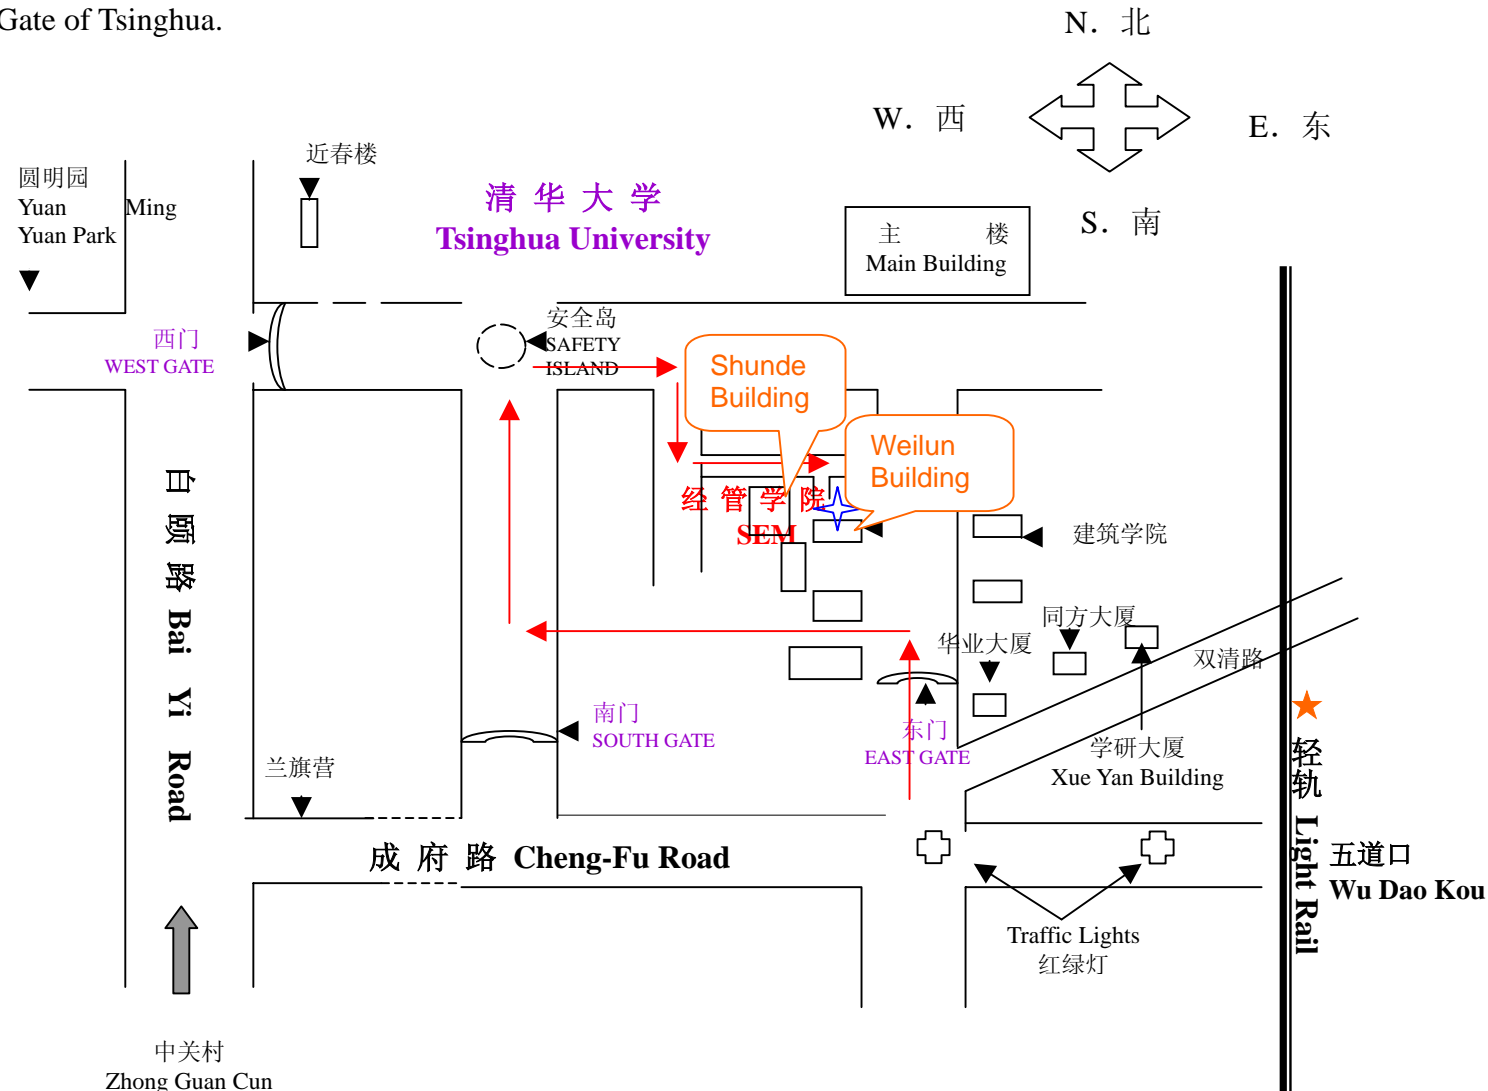 Gate of Tsinghua.
N. 北
W. 西
E. 东
S. 南
近春楼
圆明园
Yuan Ming
Yuan Park
清 华 大 学
Tsinghua University
主 楼
Main Building
西门
WEST GATE
安全岛
SAFETY
ISLAND
Shunde
Building
Weilun
Building
经 管 学 院
SEM
建筑学院
白 颐 路 Bai Yi Road
同方大厦
华业大厦
双清路
南门
SOUTH GATE
东门
EAST GATE
学研大厦
Xue Yan Building
兰旗营
成 府 路 Cheng-Fu Road
轻轨 Light Rail
五道口
Wu Dao Kou
Traffic Lights
红绿灯
中关村
Zhong Guan Cun